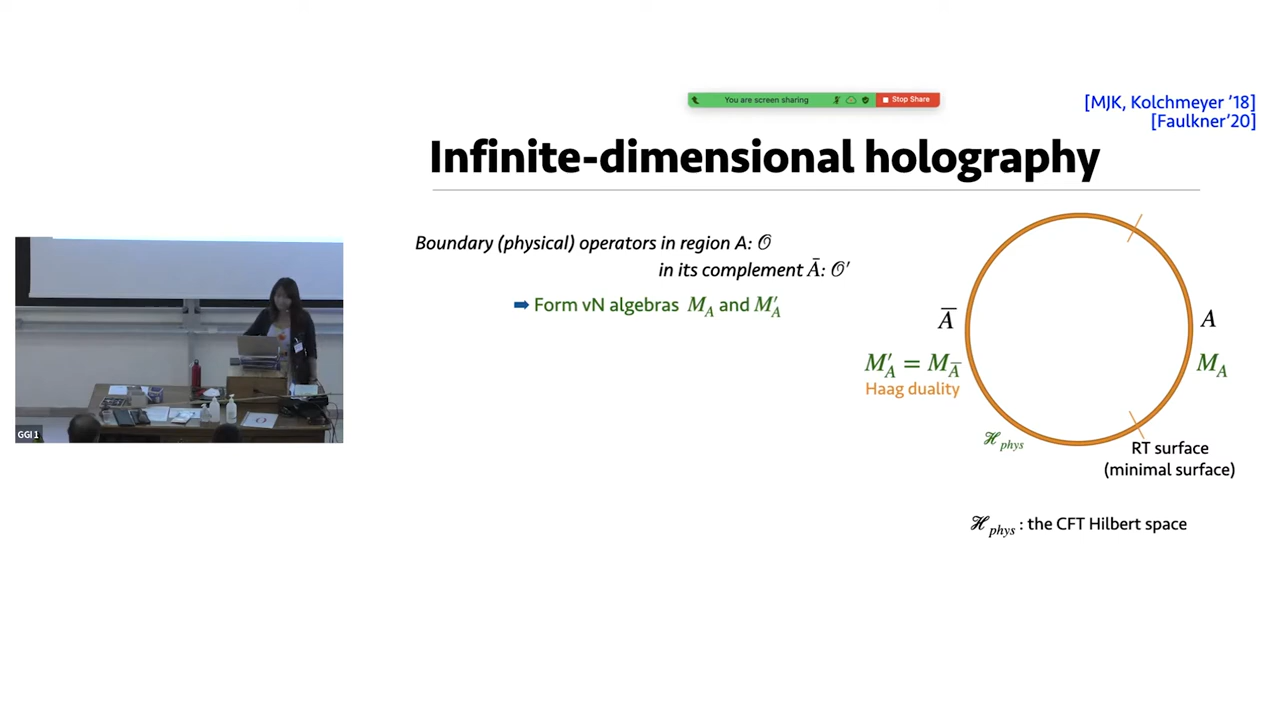 You are screen sharing
Stop Share
[MJK, Kolchmeyer '18]
[Faulkner'20]
Infinite-dimensional holography
Boundary (physical) operators in region A: 𝒪
in its complement Ā: 𝒪′
➡ Form vN algebras M_A and M′_A
Ā
A
M′_A = M_Ā
M_A
Haag duality
ℋ_phys
RT surface
(minimal surface)
ℋ_phys : the CFT Hilbert space
GGI 1